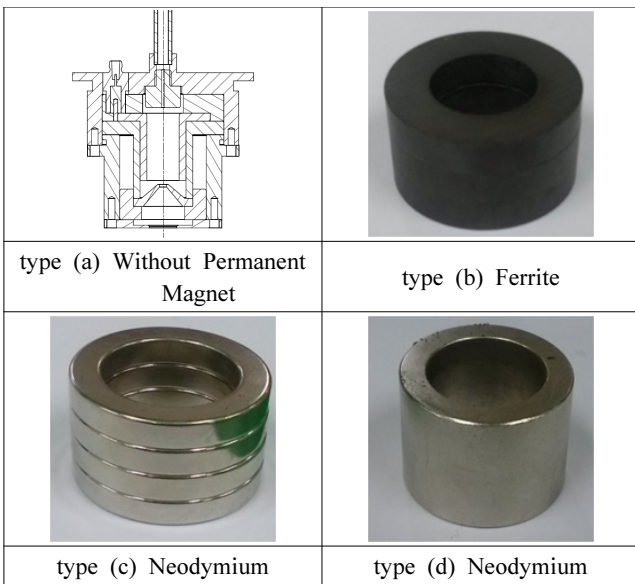 type (a) Without Permanent
Magnet
type (b) Ferrite
type (c) Neodymium
type (d) Neodymium